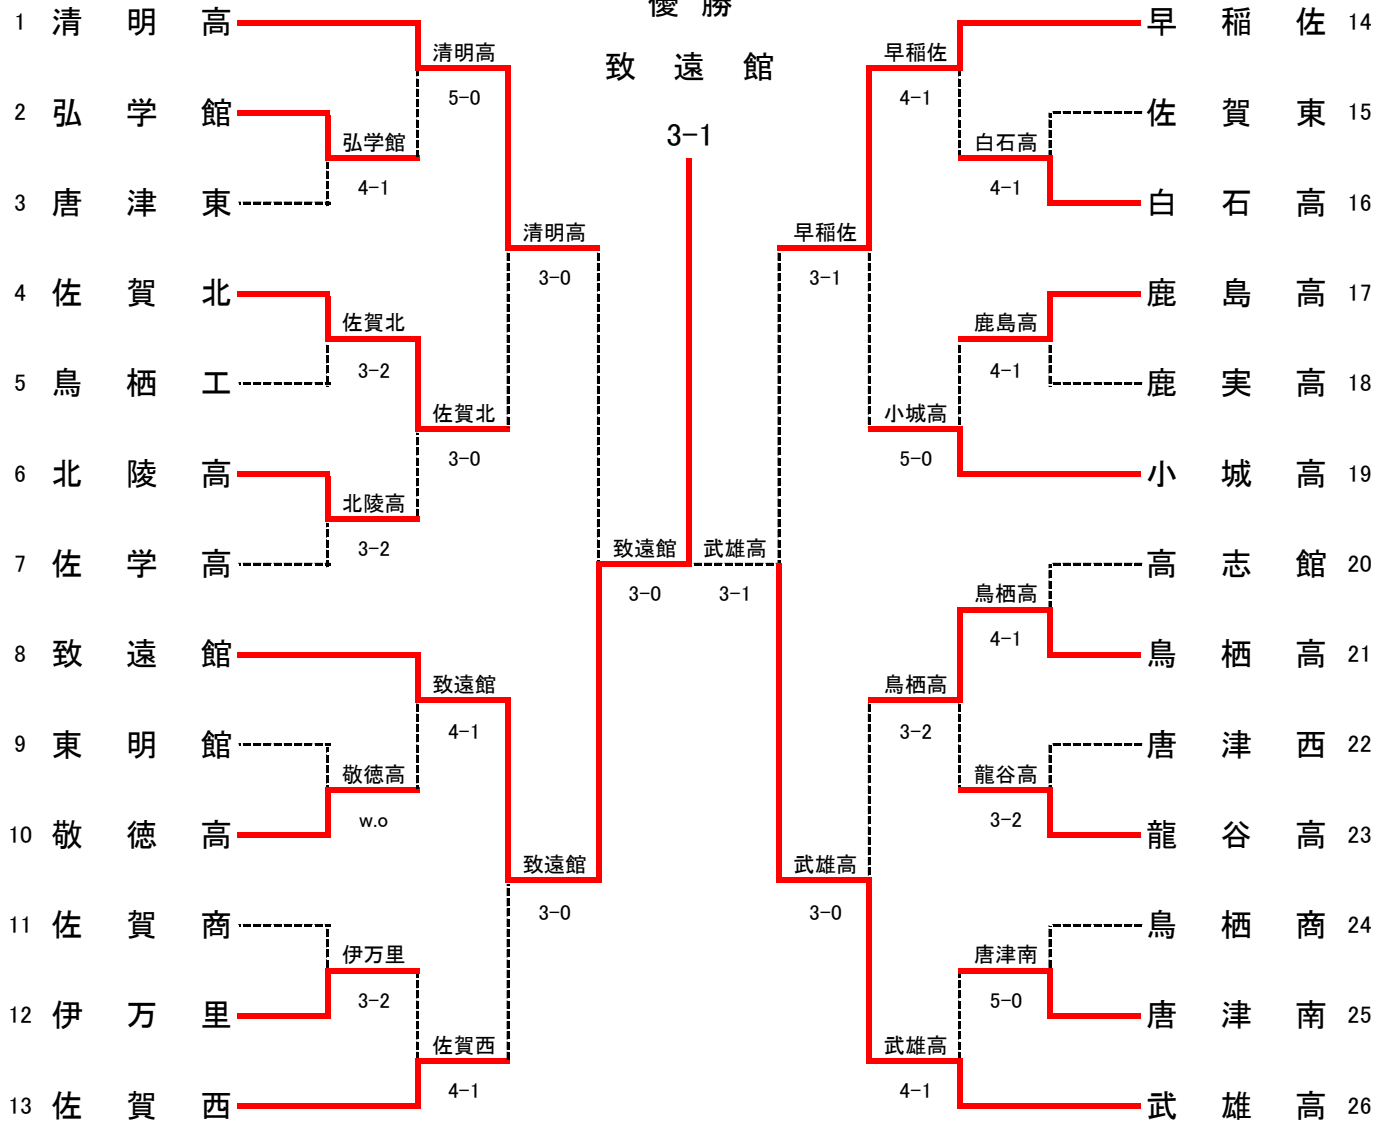 優 勝
致 遠 館
3-1
1 清 明 高
2 弘 学 館
3 唐 津 東
4 佐 賀 北
5 鳥 栖 工
6 北 陵 高
7 佐 学 高
8 致 遠 館
9 東 明 館
10 敬 徳 高
11 佐 賀 商
12 伊 万 里
13 佐 賀 西
弘学館
4-1
佐賀北
3-2
北陵高
3-2
敬徳高
w.o
伊万里
3-2
清明高
5-0
佐賀北
3-0
致遠館
4-1
佐賀西
4-1
清明高
3-0
致遠館
3-0
致遠館
3-0
武雄高
3-1
早稲佐
3-1
武雄高
3-0
早稲佐
4-1
小城高
5-0
鳥栖高
3-2
武雄高
4-1
白石高
4-1
鹿島高
4-1
鳥栖高
4-1
龍谷高
3-2
唐津南
5-0
早 稲 佐 14
佐 賀 東 15
白 石 高 16
鹿 島 高 17
鹿 実 高 18
小 城 高 19
高 志 館 20
鳥 栖 高 21
唐 津 西 22
龍 谷 高 23
鳥 栖 商 24
唐 津 南 25
武 雄 高 26